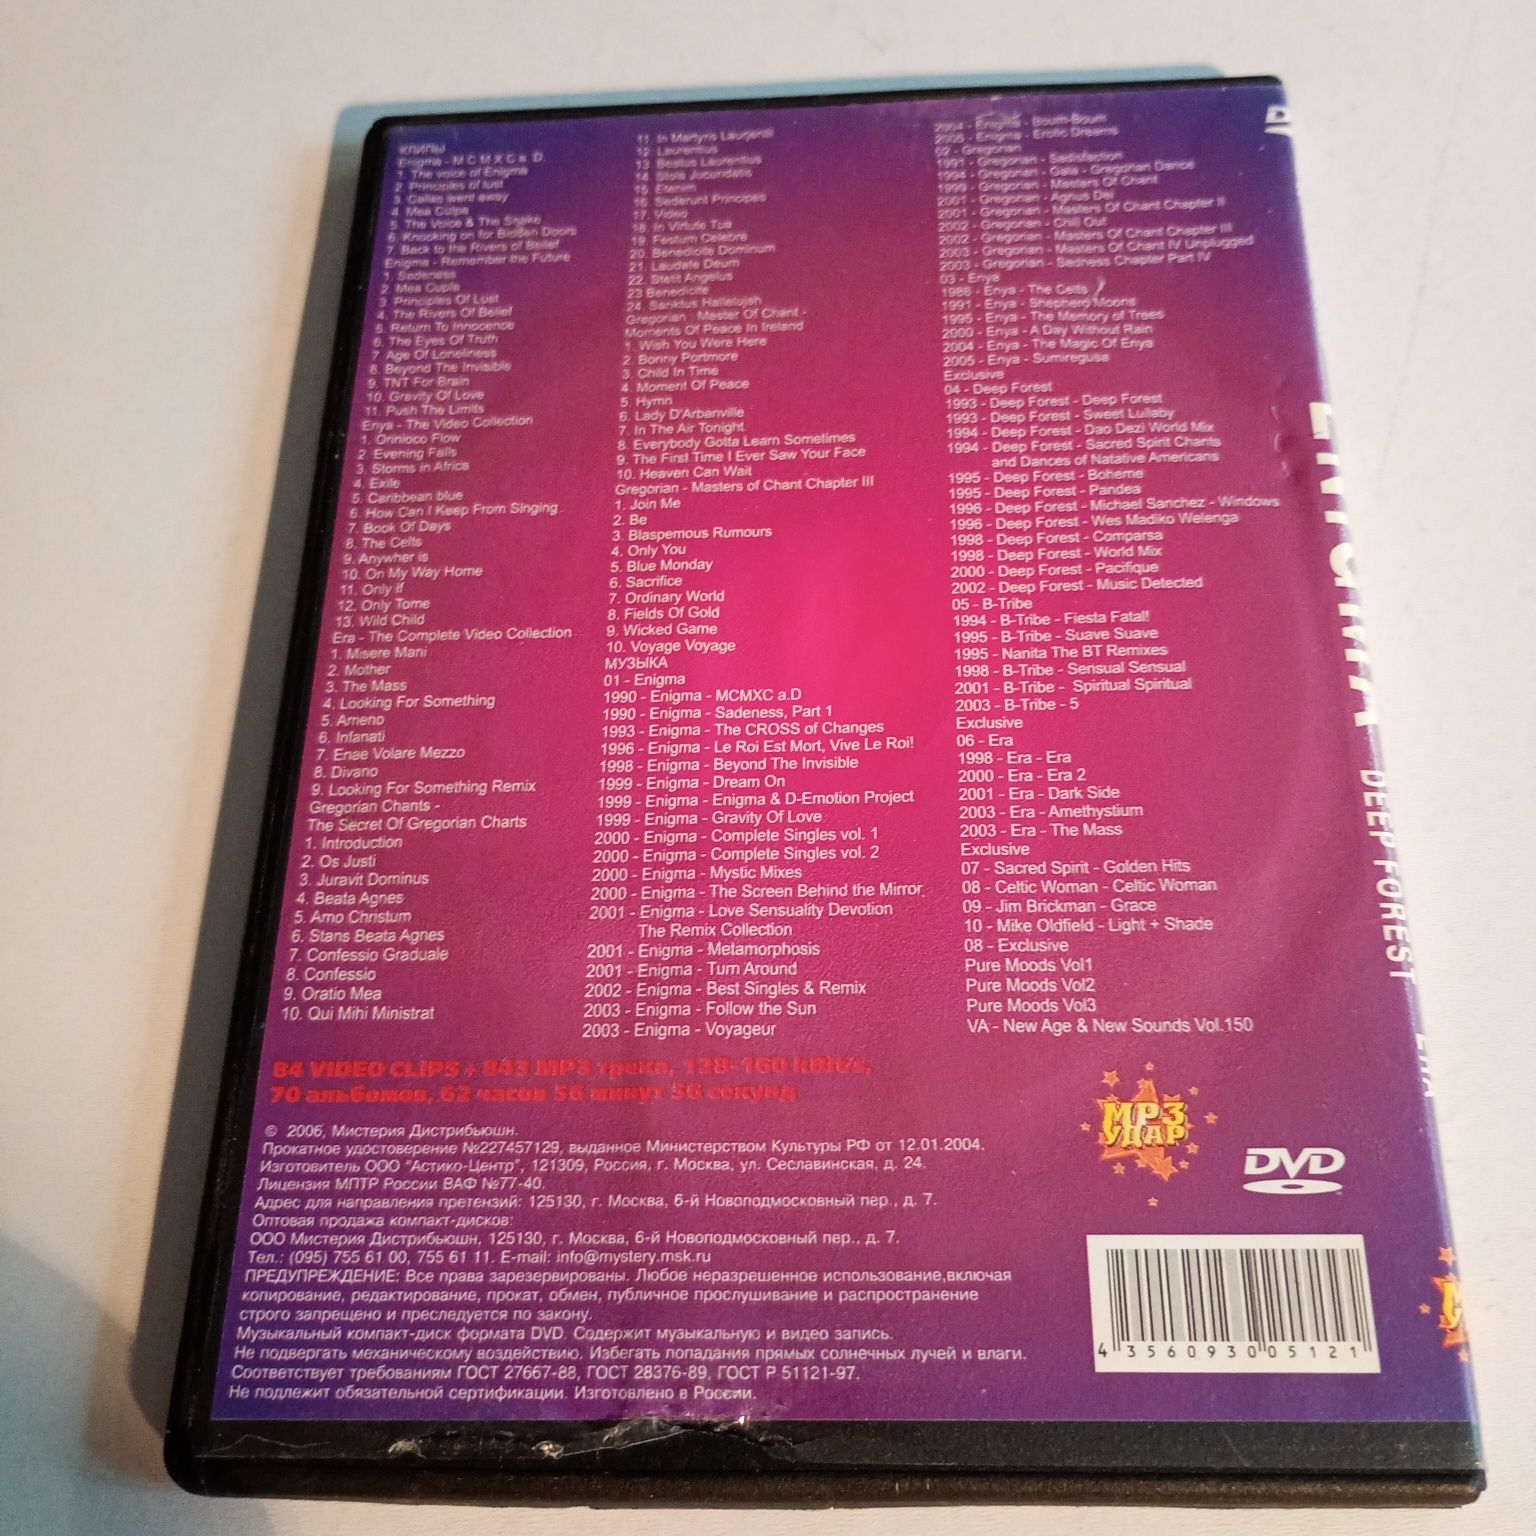 КЛИПЫ
Enigma - M C M X C a. D.
1. The voice of Enigma
2. Principles of lust
3. Callas went away
4. Mea Culpa
5. The Voice & The Snake
6. Knocking on for Bidden Doors
7. Back to the Rivers of Belief
Enigma - Remember the Future
1. Sadeness
2. Mea Cupla
3. Principles Of Lust
4. The Rivers Of Belief
5. Return To Innocence
6. The Eyes Of Truth
7. Age Of Loneliness
8. Beyond The Invisible
9. TNT For Brain
10. Gravity Of Love
11. Push The Limits
Enya - The Video Collection
1. Orinioco Flow
2. Evening Falls
3. Storms In Africa
4. Exile
5. Caribbean blue
6. How Can I Keep From Singing
7. Book Of Days
8. The Celts
9. Anywher is
10. On My Way Home
11. Only if
12. Only Tome
13. Wild Child
Era - The Complete Video Collection
1. Misere Mani
2. Mother
3. The Mass
4. Looking For Something
5. Ameno
6. Infanati
7. Enae Volare Mezzo
8. Divano
9. Looking For Something Remix
Gregorian Chants -
The Secret Of Gregorian Charts
1. Introduction
2. Os Justi
3. Juravit Dominus
4. Beata Agnes
5. Amo Christum
6. Stans Beata Agnes
7. Confessio Graduale
8. Confessio
9. Oratio Mea
10. Qui Mihi Ministrat
11. In Martyris Laurjenti
12. Laurentius
13. Beatus Laurentius
14. Stola Jucundatis
15. Etenim
16. Sederunt Principes
17. Video
18. In Virtute Tua
19. Festum Celebre
20. Benedicite Dominum
21. Laudate Deum
22. Stetit Angelus
23 Benedicite
24. Sanktus Hallelujah
Gregorian : Master Of Chant -
Moments Of Peace In Ireland
1. Wish You Were Here
2. Bonny Portmore
3. Child In Time
4. Moment Of Peace
5. Hymn
6. Lady D'Arbanville
7. In The Air Tonight
8. Everybody Gotta Learn Sometimes
9. The First Time I Ever Saw Your Face
10. Heaven Can Wait
Gregorian - Masters of Chant Chapter III
1. Join Me
2. Be
3. Blaspemous Rumours
4. Only You
5. Blue Monday
6. Sacrifice
7. Ordinary World
8. Fields Of Gold
9. Wicked Game
10. Voyage Voyage
МУЗЫКА
01 - Enigma
1990 - Enigma - MCMXC a.D
1990 - Enigma - Sadeness, Part 1
1993 - Enigma - The CROSS of Changes
1996 - Enigma - Le Roi Est Mort, Vive Le Roi!
1998 - Enigma - Beyond The Invisible
1999 - Enigma - Dream On
1999 - Enigma - Enigma & D-Emotion Project
1999 - Enigma - Gravity Of Love
2000 - Enigma - Complete Singles vol. 1
2000 - Enigma - Complete Singles vol. 2
2000 - Enigma - Mystic Mixes
2000 - Enigma - The Screen Behind the Mirror
2001 - Enigma - Love Sensuality Devotion
The Remix Collection
2001 - Enigma - Metamorphosis
2001 - Enigma - Turn Around
2002 - Enigma - Best Singles & Remix
2003 - Enigma - Follow the Sun
2003 - Enigma - Voyageur
2004 - Enigma - Boum-Boum
2005 - Enigma - Erotic Dreams
02 - Gregorian
1991 - Gregorian - Sadisfaction
1994 - Gregorian - Gala - Gregorian Dance
1999 - Gregorian - Masters Of Chant
2001 - Gregorian - Agnus Dei
2001 - Gregorian - Masters Of Chant Chapter II
2002 - Gregorian - Chill Out
2002 - Gregorian - Masters Of Chant Chapter III
2003 - Gregorian - Masters Of Chant IV Unplugged
2003 - Gregorian - Sadness Chapter Part IV
03 - Enya
1986 - Enya - The Celts
1991 - Enya - Shepherd Moons
1995 - Enya - The Memory of Trees
2000 - Enya - A Day Without Rain
2004 - Enya - The Magic Of Enya
2005 - Enya - Sumiregusa
Exclusive
04 - Deep Forest
1993 - Deep Forest - Deep Forest
1993 - Deep Forest - Sweet Lullaby
1994 - Deep Forest - Dao Dezi World Mix
1994 - Deep Forest - Sacred Spirit Chants
and Dances of Natative Americans
1995 - Deep Forest - Boheme
1995 - Deep Forest - Pandea
1996 - Deep Forest - Michael Sanchez - Windows
1996 - Deep Forest - Wes Madiko Welenga
1998 - Deep Forest - Comparsa
1998 - Deep Forest - World Mix
2000 - Deep Forest - Pacifique
2002 - Deep Forest - Music Detected
05 - B-Tribe
1994 - B-Tribe - Fiesta Fatal!
1995 - B-Tribe - Suave Suave
1995 - Nanita The BT Remixes
1998 - B-Tribe - Sensual Sensual
2001 - B-Tribe - Spiritual Spiritual
2003 - B-Tribe - 5
Exclusive
06 - Era
1998 - Era - Era
2000 - Era - Era 2
2001 - Era - Dark Side
2003 - Era - Amethystium
2003 - Era - The Mass
Exclusive
07 - Sacred Spirit - Golden Hits
08 - Celtic Woman - Celtic Woman
09 - Jim Brickman - Grace
10 - Mike Oldfield - Light + Shade
08 - Exclusive
Pure Moods Vol1
Pure Moods Vol2
Pure Moods Vol3
VA - New Age & New Sounds Vol.150
84 VIDEO CLIPS + 843 MP3 трека, 128-160 kBit/s,
70 альбомов, 62 часов 56 минут 56 секунд
© 2006, Мистерия Дистрибьюшн.
Прокатное удостоверение №227457129, выданное Министерством Культуры РФ от 12.01.2004.
Изготовитель ООО "Астико-Центр", 121309, Россия, г. Москва, ул. Сеславинская, д. 24.
Лицензия МПТР России ВАФ №77-40.
Адрес для направления претензий: 125130, г. Москва, 6-й Новоподмосковный пер., д. 7.
Оптовая продажа компакт-дисков:
ООО Мистерия Дистрибьюшн, 125130, г. Москва, 6-й Новоподмосковный пер., д. 7.
Тел.: (095) 755 61 00, 755 61 11. E-mail: info@mystery.msk.ru
ПРЕДУПРЕЖДЕНИЕ: Все права зарезервированы. Любое неразрешенное использование,включая
копирование, редактирование, прокат, обмен, публичное прослушивание и распространение
строго запрещено и преследуется по закону.
Музыкальный компакт-диск формата DVD. Содержит музыкальную и видео запись.
Не подвергать механическому воздействию. Избегать попадания прямых солнечных лучей и влаги.
Соответствует требованиям ГОСТ 27667-88, ГОСТ 28376-89, ГОСТ Р 51121-97.
Не подлежит обязательной сертификации. Изготовлено в России.
MP3
УДАР
DVD
4 356093 005121
ENIGMA DEEP FOREST ERA